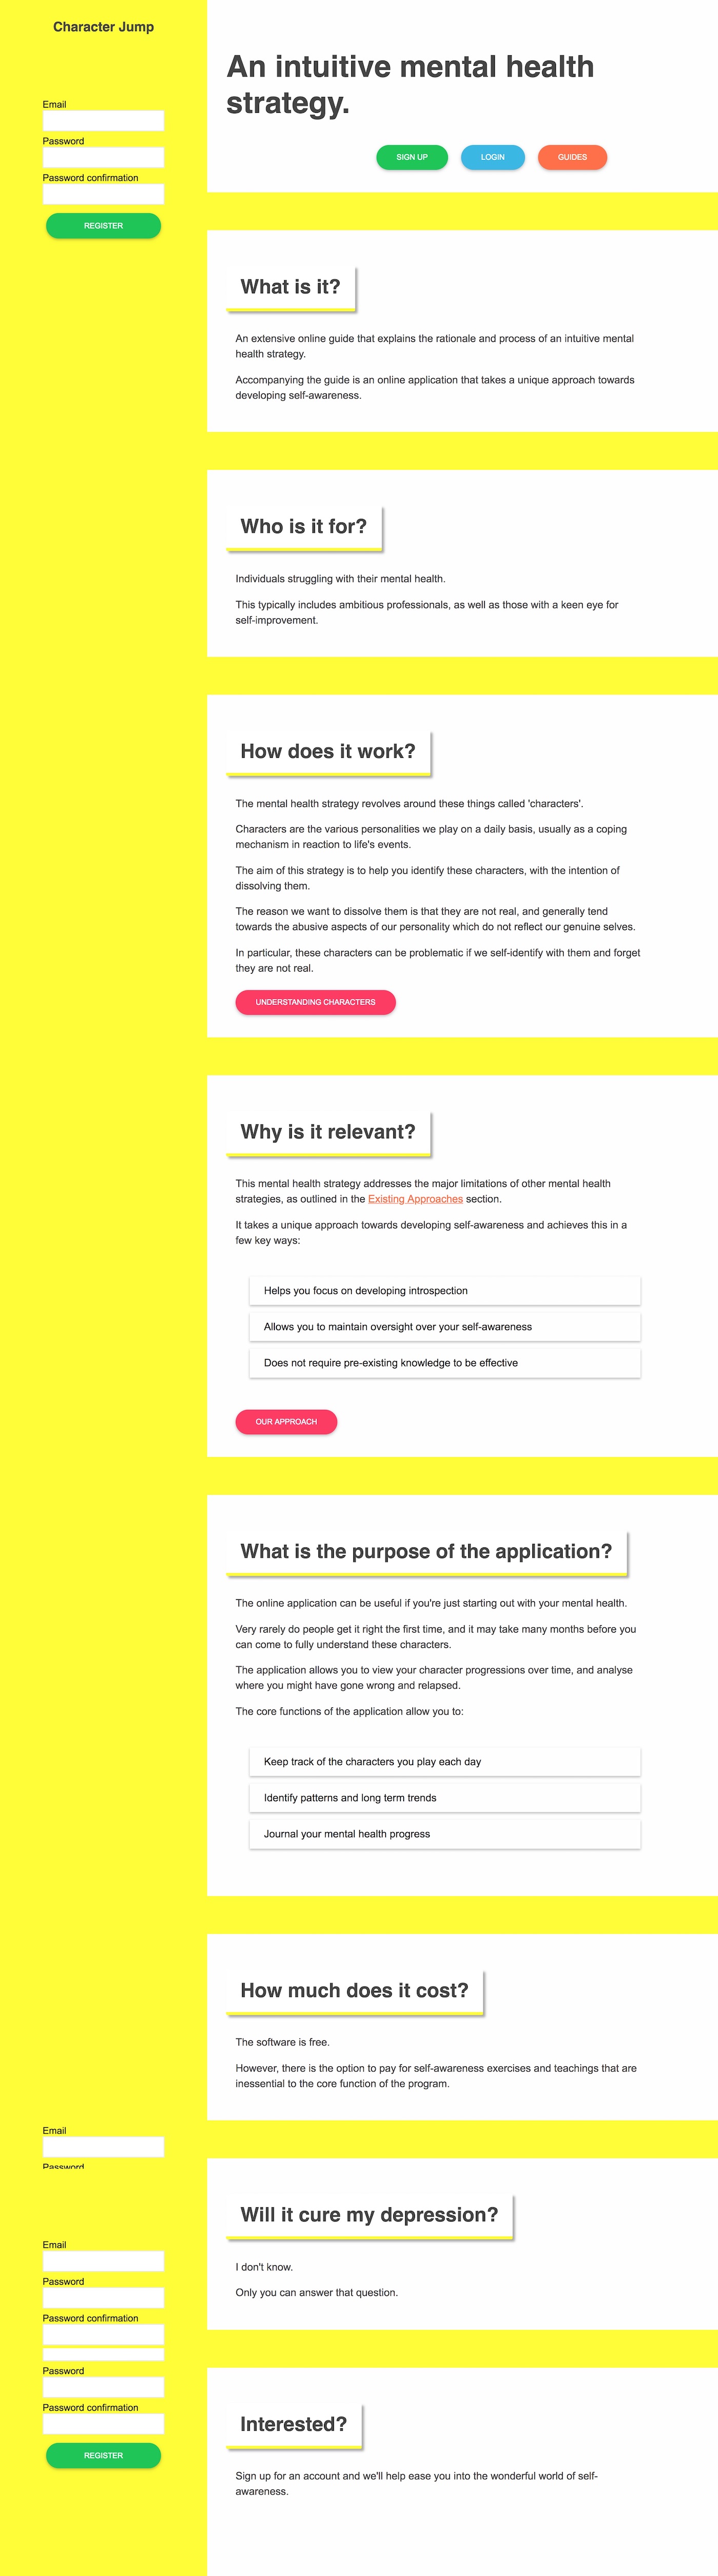 Character Jump
Email
Password
Password confirmation
REGISTER
An intuitive mental health
strategy.
SIGN UP
LOGIN
GUIDES
What is it?
An extensive online guide that explains the rationale and process of an intuitive mental
health strategy.
Accompanying the guide is an online application that takes a unique approach towards
developing self-awareness.
Who is it for?
Individuals struggling with their mental health.
This typically includes ambitious professionals, as well as those with a keen eye for
self-improvement.
How does it work?
The mental health strategy revolves around these things called 'characters'.
Characters are the various personalities we play on a daily basis, usually as a coping
mechanism in reaction to life's events.
The aim of this strategy is to help you identify these characters, with the intention of
dissolving them.
The reason we want to dissolve them is that they are not real, and generally tend
towards the abusive aspects of our personality which do not reflect our genuine selves.
In particular, these characters can be problematic if we self-identify with them and forget
they are not real.
UNDERSTANDING CHARACTERS
Why is it relevant?
This mental health strategy addresses the major limitations of other mental health
strategies, as outlined in the Existing Approaches section.
It takes a unique approach towards developing self-awareness and achieves this in a
few key ways:
Helps you focus on developing introspection
Allows you to maintain oversight over your self-awareness
Does not require pre-existing knowledge to be effective
OUR APPROACH
What is the purpose of the application?
The online application can be useful if you're just starting out with your mental health.
Very rarely do people get it right the first time, and it may take many months before you
can come to fully understand these characters.
The application allows you to view your character progressions over time, and analyse
where you might have gone wrong and relapsed.
The core functions of the application allow you to:
Keep track of the characters you play each day
Identify patterns and long term trends
Journal your mental health progress
How much does it cost?
The software is free.
However, there is the option to pay for self-awareness exercises and teachings that are
inessential to the core function of the program.
Email
Password
Will it cure my depression?
I don't know.
Only you can answer that question.
Email
Password
Password confirmation
Password
Password confirmation
REGISTER
Interested?
Sign up for an account and we'll help ease you into the wonderful world of self-
awareness.